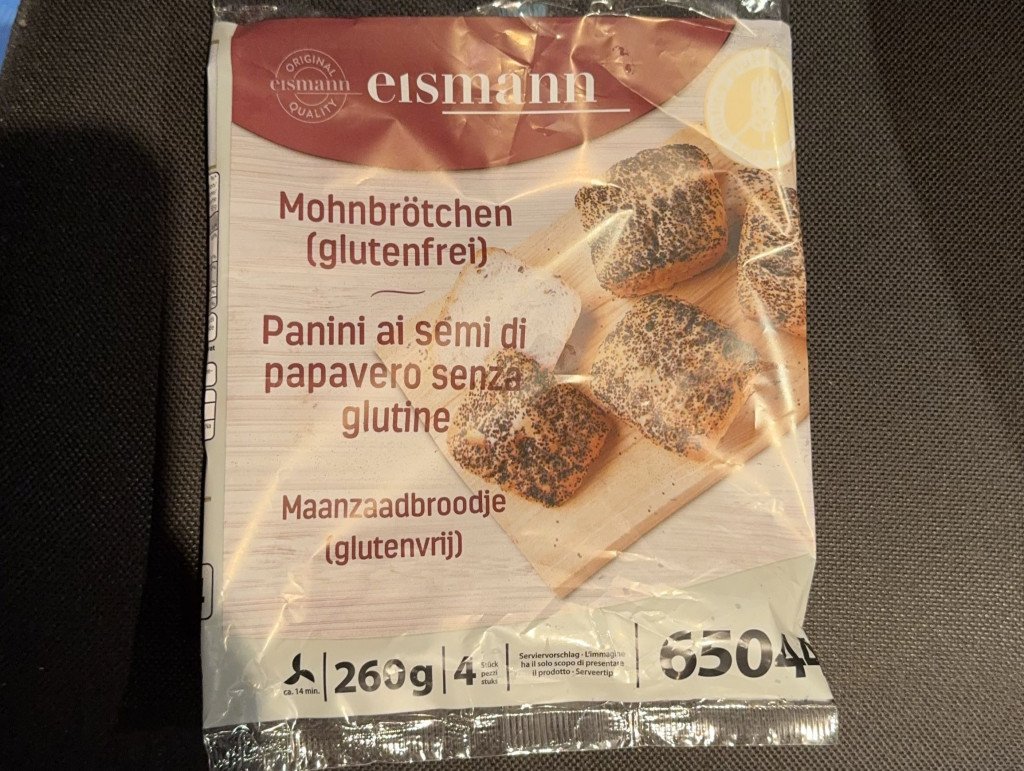 ORIGINAL
eismann
QUALITY
eismann
Mohnbrötchen
(glutenfrei)
Panini ai semi di
papavero senza
glutine
Maanzaadbroodje
(glutenvrij)
ca. 14 min.
260g
4
Stück
pezzi
stuks
Serviervorschlag - L'immagine
ha il solo scopo di presentare
il prodotto - Serveertip
65044